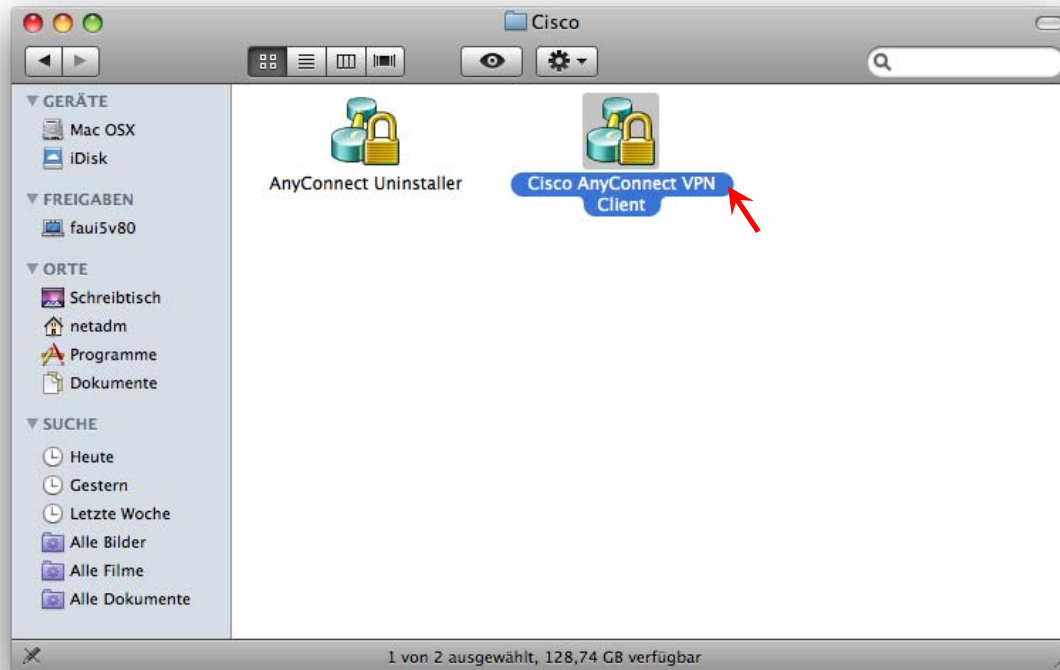 Cisco
GERÄTE
Mac OSX
iDisk
FREIGABEN
faui5v80
ORTE
Schreibtisch
netadm
Programme
Dokumente
SUCHE
Heute
Gestern
Letzte Woche
Alle Bilder
Alle Filme
Alle Dokumente
AnyConnect Uninstaller
Cisco AnyConnect VPN
Client
1 von 2 ausgewählt, 128,74 GB verfügbar